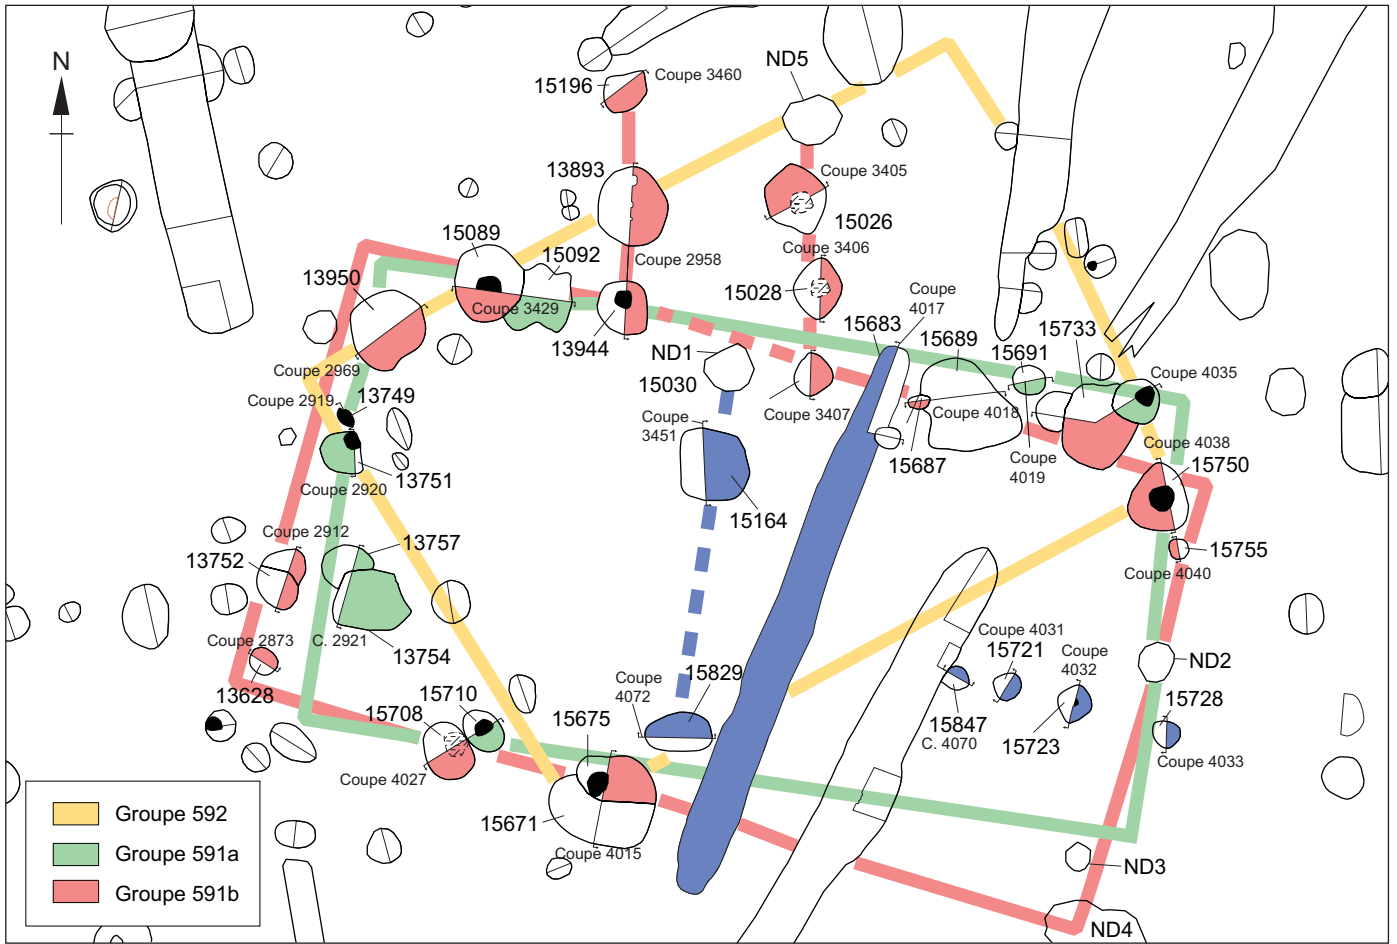 N
15196
Coupe 3460
ND5
13893
Coupe 3405
15089
15092
15026
Coupe 3406
13950
Coupe 2958
Coupe 3429
15028
Coupe
4017
15683
15689
15733
13944
ND1
15691
15030
Coupe 4035
Coupe 2969
Coupe 2919
13749
Coupe 3407
Coupe 4018
Coupe
3451
Coupe 4038
Coupe
4019
15687
15750
13751
Coupe 2920
15164
Coupe 2912
13757
13752
15755
Coupe 4040
Coupe 2873
C. 2921
13754
Coupe 4031
15721
Coupe
4032
ND2
13628
15710
Coupe
4072
15829
15708
15675
15847
C. 4070
15723
15728
Coupe 4033
Coupe 4027
15671
Coupe 4015
ND3
ND4
Groupe 592
Groupe 591a
Groupe 591b